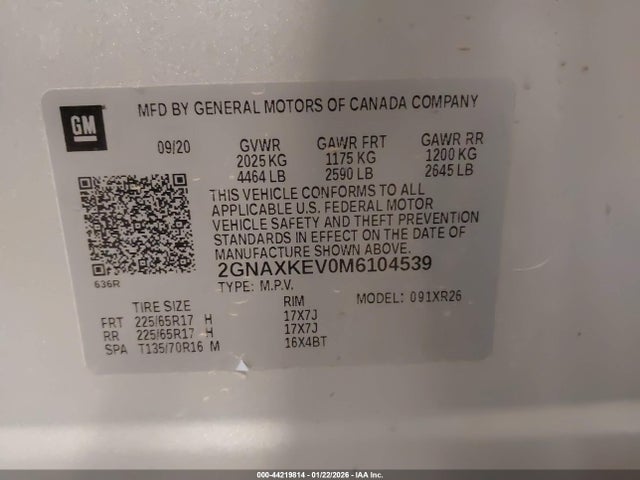 GM
MFD BY GENERAL MOTORS OF CANADA COMPANY
09/20 GVWR GAWR FRT GAWR RR
2025 KG 1175 KG 1200 KG
4464 LB 2590 LB 2645 LB
THIS VEHICLE CONFORMS TO ALL
APPLICABLE U.S. FEDERAL MOTOR
VEHICLE SAFETY AND THEFT PREVENTION
STANDARDS IN EFFECT ON THE DATE OF
MANUFACTURE SHOWN ABOVE.
2GNAXKEV0M6104539
636R
TYPE: M.P.V.
TIRE SIZE RIM MODEL: 091XR26
FRT 225/65R17 H 17X7J
RR 225/65R17 H 17X7J
SPA T135/70R16 M 16X4BT
000-44219814 - 01/22/2026 - IAA Inc.